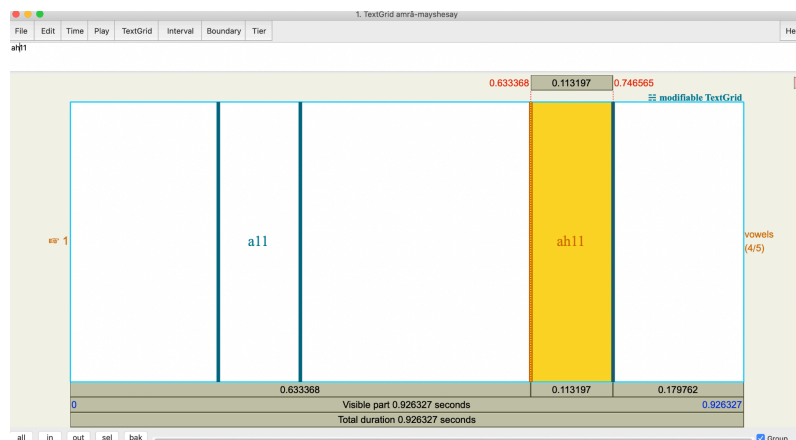 1. TextGrid amrā-mayshesay
File Edit Time Play TextGrid Interval Boundary Tier He
ah11
0.633368 0.113197 0.746565
modifiable TextGrid
☞ 1 a11 ah11 vowels
(4/5)
0.633368 0.113197 0.179762
0 Visible part 0.926327 seconds 0.926327
Total duration 0.926327 seconds
all in out sel bak Group